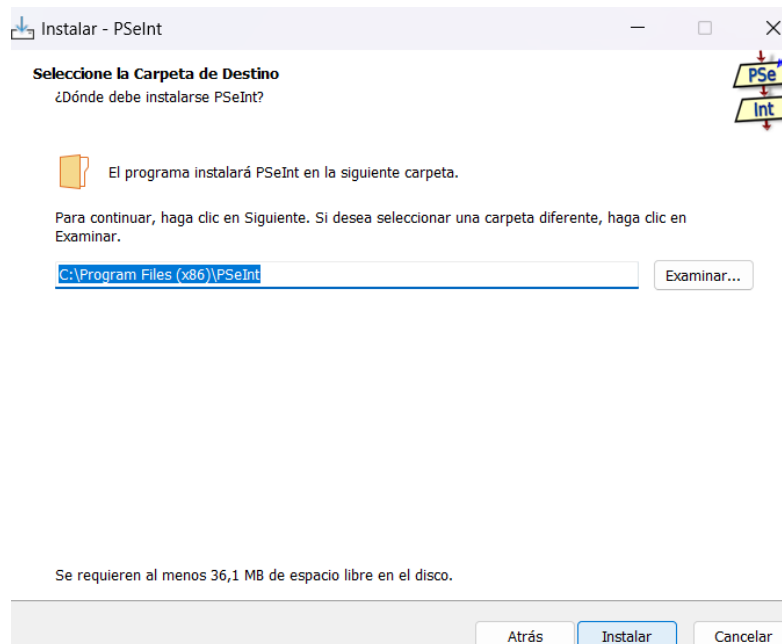 Instalar - PSeInt
Seleccione la Carpeta de Destino
¿Dónde debe instalarse PSeInt?
PSe
Int
El programa instalará PSeInt en la siguiente carpeta.
Para continuar, haga clic en Siguiente. Si desea seleccionar una carpeta diferente, haga clic en
Examinar.
C:\Program Files (x86)\PSeInt
Examinar...
Se requieren al menos 36,1 MB de espacio libre en el disco.
Atrás
Instalar
Cancelar